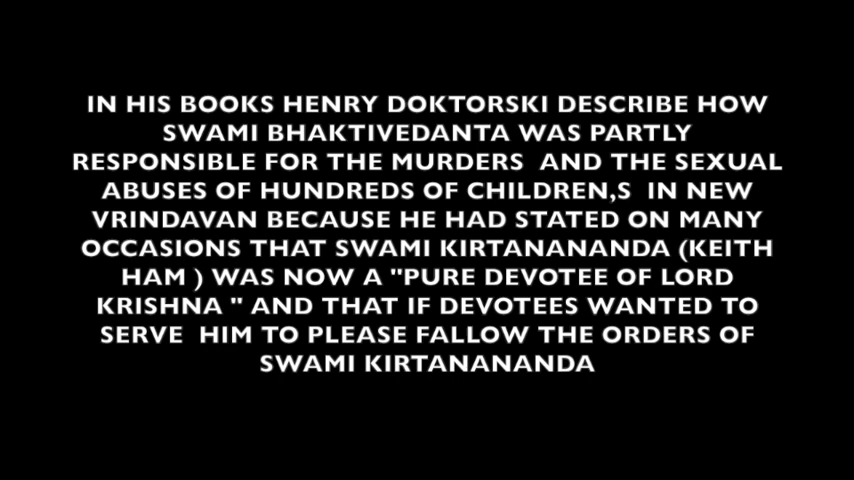 IN HIS BOOKS HENRY DOKTORSKI DESCRIBE HOW
SWAMI BHAKTIVEDANTA WAS PARTLY
RESPONSIBLE FOR THE MURDERS  AND THE SEXUAL
ABUSES OF HUNDREDS OF CHILDREN,S  IN NEW
VRINDAVAN BECAUSE HE HAD STATED ON MANY
OCCASIONS THAT SWAMI KIRTANANANDA (KEITH
HAM ) WAS NOW A "PURE DEVOTEE OF LORD
KRISHNA " AND THAT IF DEVOTEES WANTED TO
SERVE  HIM TO PLEASE FALLOW THE ORDERS OF
SWAMI KIRTANANANDA